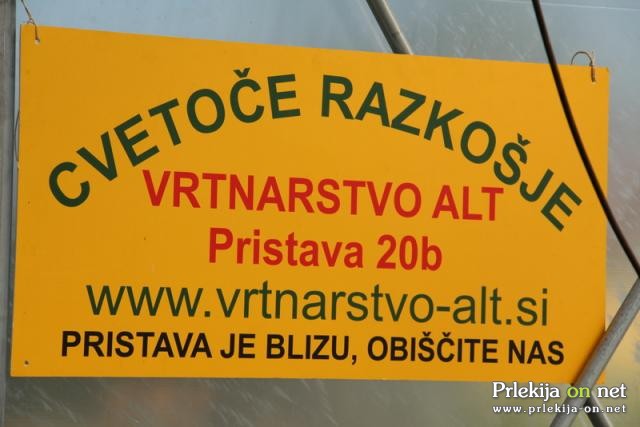 CVETOČE RAZKOŠJE
VRTNARSTVO ALT
Pristava 20b
www.vrtnarstvo-alt.si
PRISTAVA JE BLIZU, OBIŠČITE NAS
Prlekija on net
www.prlekija-on.net